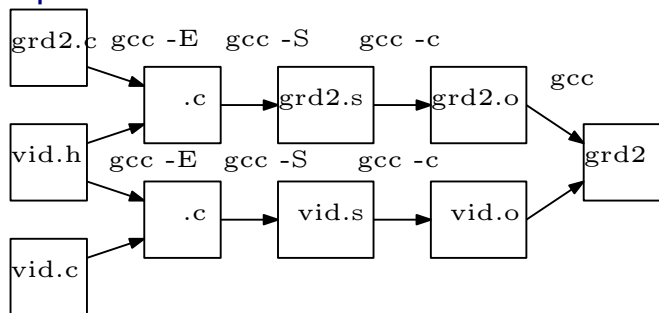 grd2.c
gcc -E
gcc -S
gcc -c
gcc
.c
grd2.s
grd2.o
vid.h
grd2
gcc -E
gcc -S
gcc -c
.c
vid.s
vid.o
vid.c